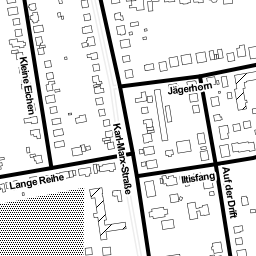 Kleine Eichen
Jägerhorn
Karl-Marx-Straße
Lange Reihe
Iltisfang
Auf der Drift